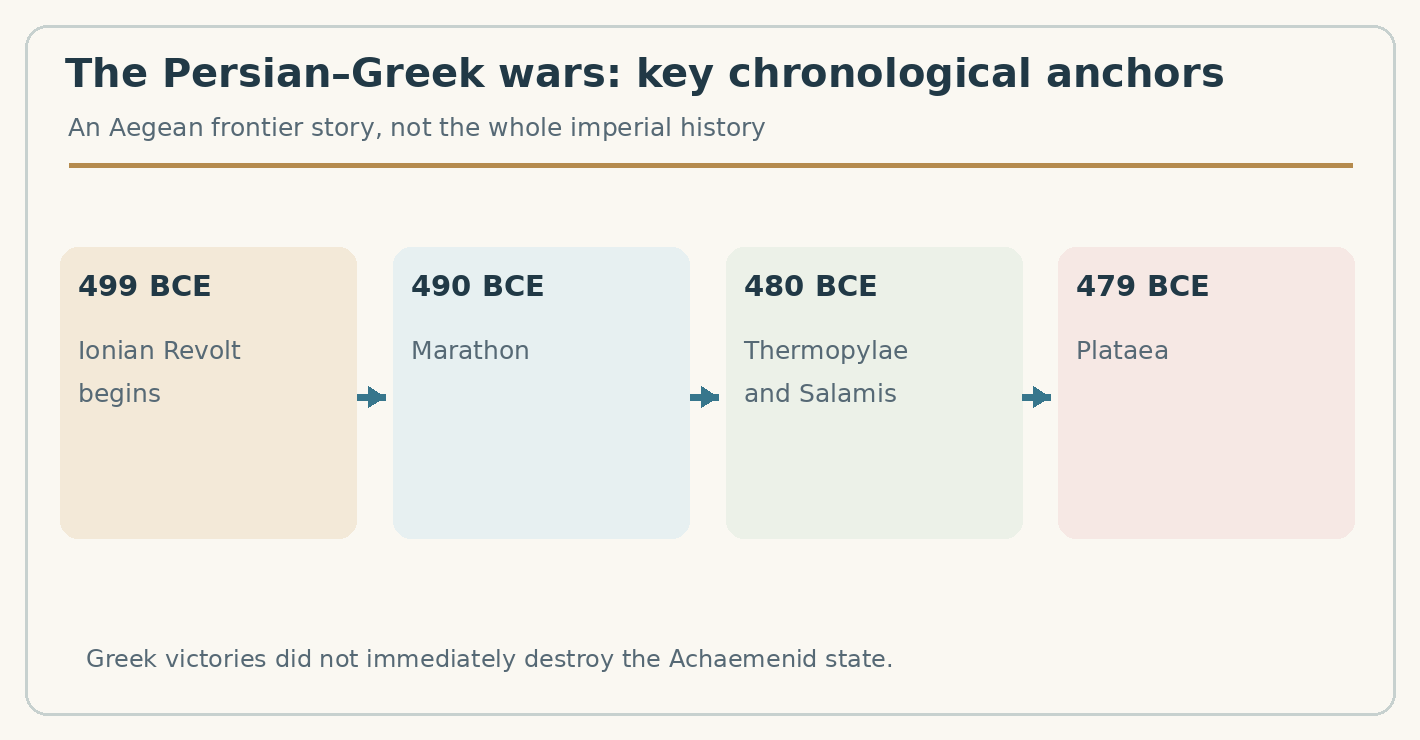 The Persian–Greek wars: key chronological anchors
An Aegean frontier story, not the whole imperial history
499 BCE
Ionian Revolt
begins
490 BCE
Marathon
480 BCE
Thermopylae
and Salamis
479 BCE
Plataea
Greek victories did not immediately destroy the Achaemenid state.